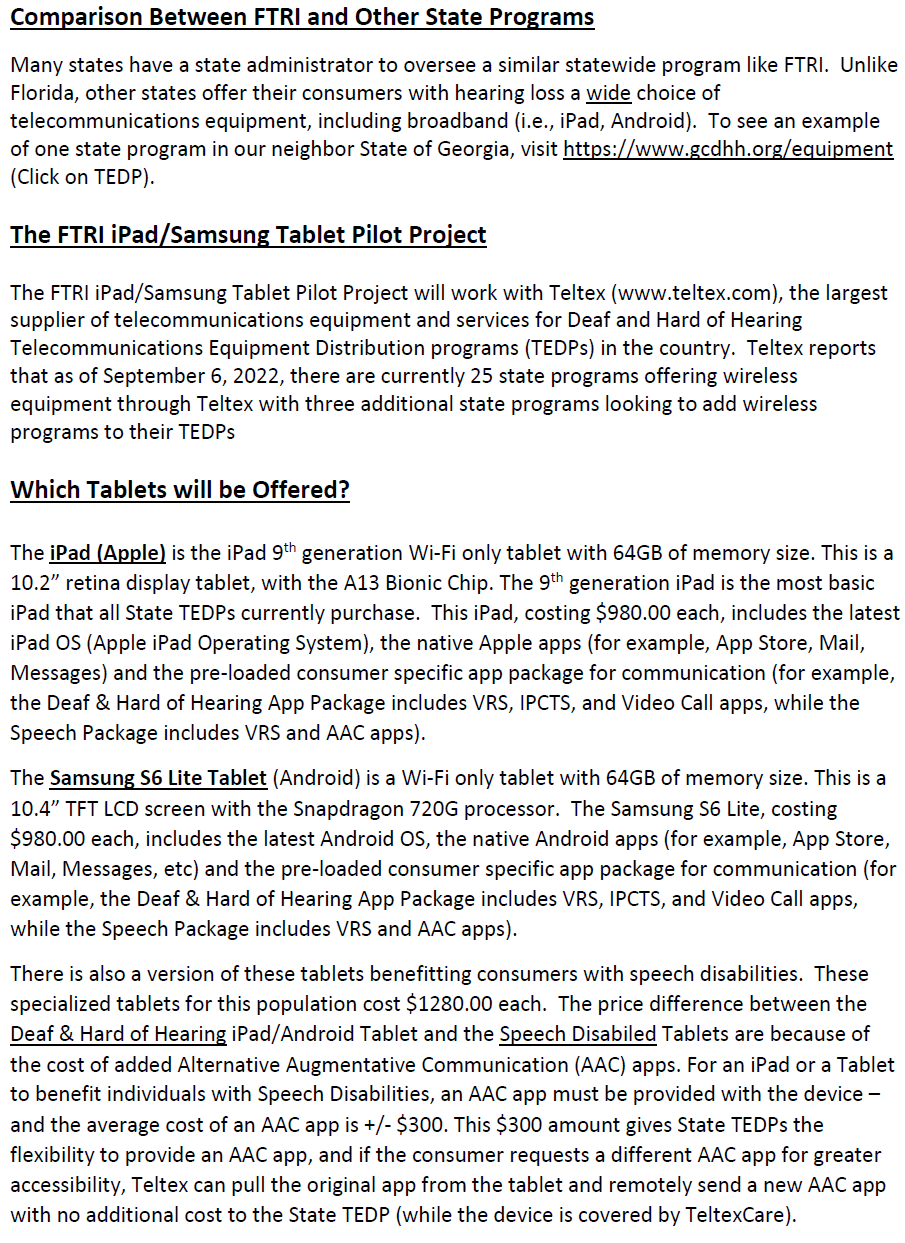 Comparison Between FTRI and Other State Programs
Many states have a state administrator to oversee a similar statewide program like FTRI.  Unlike
Florida, other states offer their consumers with hearing loss a wide choice of
telecommunications equipment, including broadband (i.e., iPad, Android).  To see an example
of one state program in our neighbor State of Georgia, visit https://www.gcdhh.org/equipment
(Click on TEDP).
The FTRI iPad/Samsung Tablet Pilot Project
The FTRI iPad/Samsung Tablet Pilot Project will work with Teltex (www.teltex.com), the largest
supplier of telecommunications equipment and services for Deaf and Hard of Hearing
Telecommunications Equipment Distribution programs (TEDPs) in the country.  Teltex reports
that as of September 6, 2022, there are currently 25 state programs offering wireless
equipment through Teltex with three additional state programs looking to add wireless
programs to their TEDPs
Which Tablets will be Offered?
The iPad (Apple) is the iPad 9th generation Wi-Fi only tablet with 64GB of memory size. This is a
10.2” retina display tablet, with the A13 Bionic Chip. The 9th generation iPad is the most basic
iPad that all State TEDPs currently purchase.  This iPad, costing $980.00 each, includes the latest
iPad OS (Apple iPad Operating System), the native Apple apps (for example, App Store, Mail,
Messages) and the pre-loaded consumer specific app package for communication (for example,
the Deaf & Hard of Hearing App Package includes VRS, IPCTS, and Video Call apps, while the
Speech Package includes VRS and AAC apps).
The Samsung S6 Lite Tablet (Android) is a Wi-Fi only tablet with 64GB of memory size. This is a
10.4” TFT LCD screen with the Snapdragon 720G processor.  The Samsung S6 Lite, costing
$980.00 each, includes the latest Android OS, the native Android apps (for example, App Store,
Mail, Messages, etc) and the pre-loaded consumer specific app package for communication (for
example, the Deaf & Hard of Hearing App Package includes VRS, IPCTS, and Video Call apps,
while the Speech Package includes VRS and AAC apps).
There is also a version of these tablets benefitting consumers with speech disabilities.  These
specialized tablets for this population cost $1280.00 each.  The price difference between the
Deaf & Hard of Hearing iPad/Android Tablet and the Speech Disabiled Tablets are because of
the cost of added Alternative Augmentative Communication (AAC) apps. For an iPad or a Tablet
to benefit individuals with Speech Disabilities, an AAC app must be provided with the device –
and the average cost of an AAC app is +/- $300. This $300 amount gives State TEDPs the
flexibility to provide an AAC app, and if the consumer requests a different AAC app for greater
accessibility, Teltex can pull the original app from the tablet and remotely send a new AAC app
with no additional cost to the State TEDP (while the device is covered by TeltexCare).